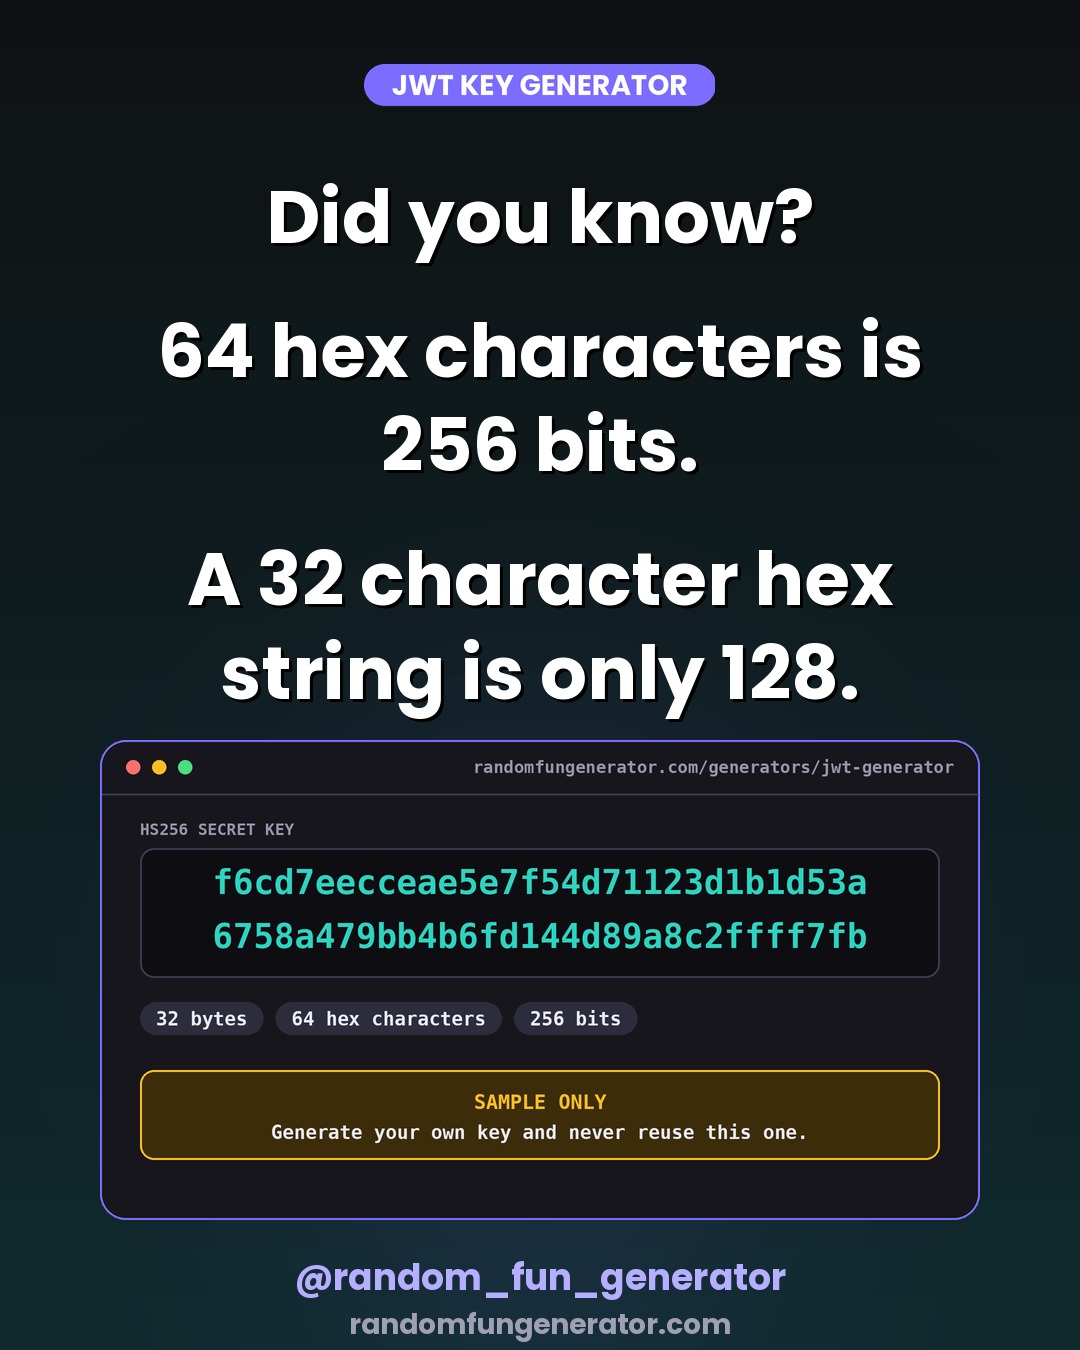 JWT KEY GENERATOR
Did you know?
64 hex characters is
256 bits.
A 32 character hex
string is only 128.
randomfungenerator.com/generators/jwt-generator
HS256 SECRET KEY
f6cd7eecceae5e7f54d71123d1b1d53a
6758a479bb4b6fd144d89a8c2ffff7fb
32 bytes
64 hex characters
256 bits
SAMPLE ONLY
Generate your own key and never reuse this one.
@random_fun_generator
randomfungenerator.com